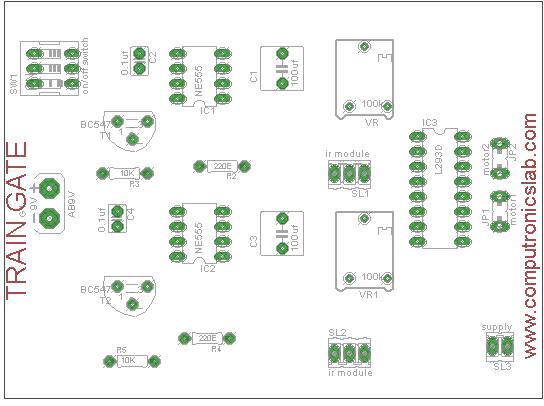 TRAIN GATE
SW1
on/off switch
0.1uf
C2
NE555
IC1
C1
100uf
100k
VR
BC547
1
T1
10K
R3
220E
R2
ir module
SL1
IC3
L293D
motor2
JP2
JP1
motor1
+
9V
-
AB9V
0.1uf
C4
NE555
IC2
C3
100uf
100k
VR1
BC547
1
T2
220E
R4
R5
10K
SL2
ir module
supply
SL3
www.computronicslab.com